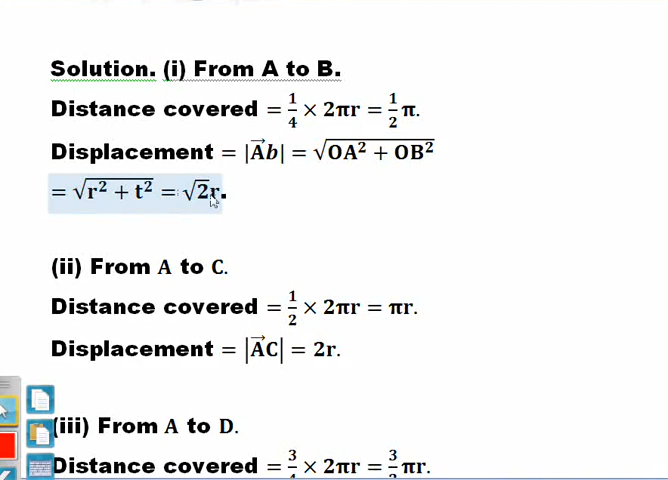 Solution. (i) From A to B.
Distance covered = 1/4 × 2πr = 1/2 π.
Displacement = |A⃗b| = √(OA² + OB²)
= √(r² + t²) = √2r.
(ii) From A to C.
Distance covered = 1/2 × 2πr = πr.
Displacement = |A⃗C| = 2r.
(iii) From A to D.
Distance covered = 3/4 × 2πr = 3/2 πr.